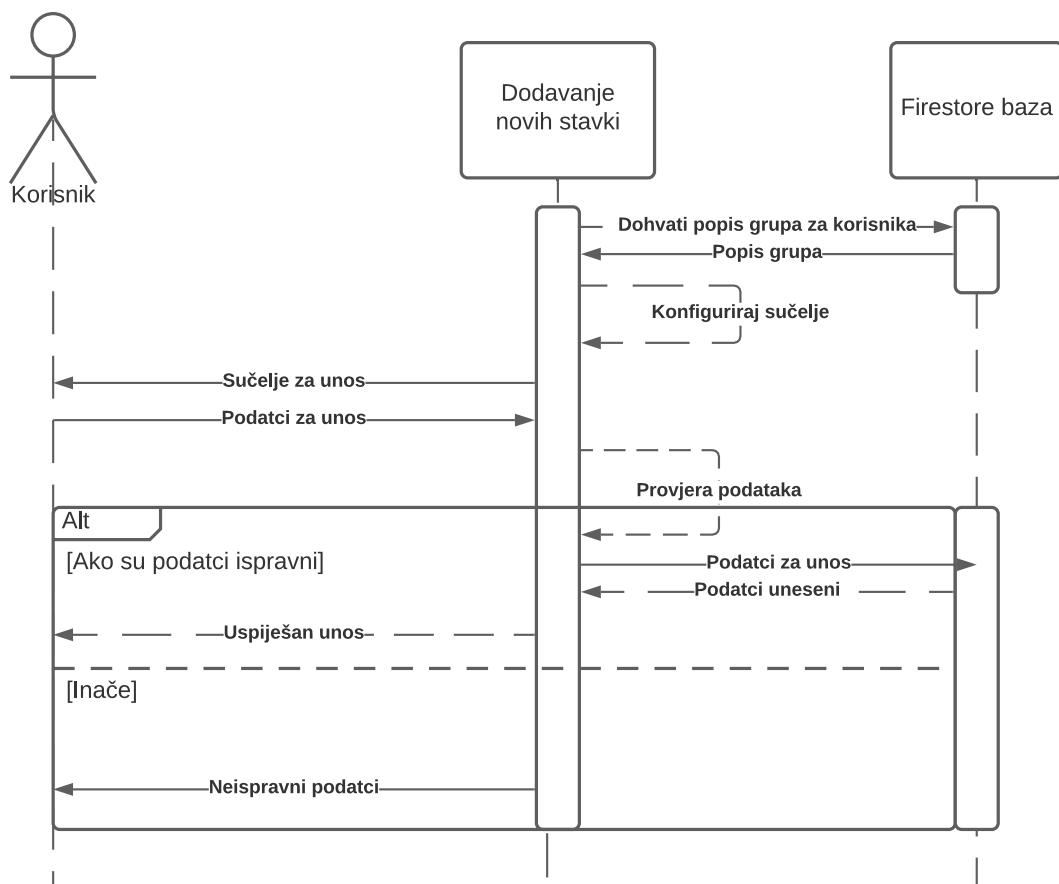 Korisnik
Dodavanje
novih stavki
Firestore baza
Dohvati popis grupa za korisnika
Popis grupa
Konfiguriraj sučelje
Sučelje za unos
Podatci za unos
Provjera podataka
Alt
[Ako su podatci ispravni]
Podatci za unos
Podatci uneseni
Uspiješan unos
[Inače]
Neispravni podatci